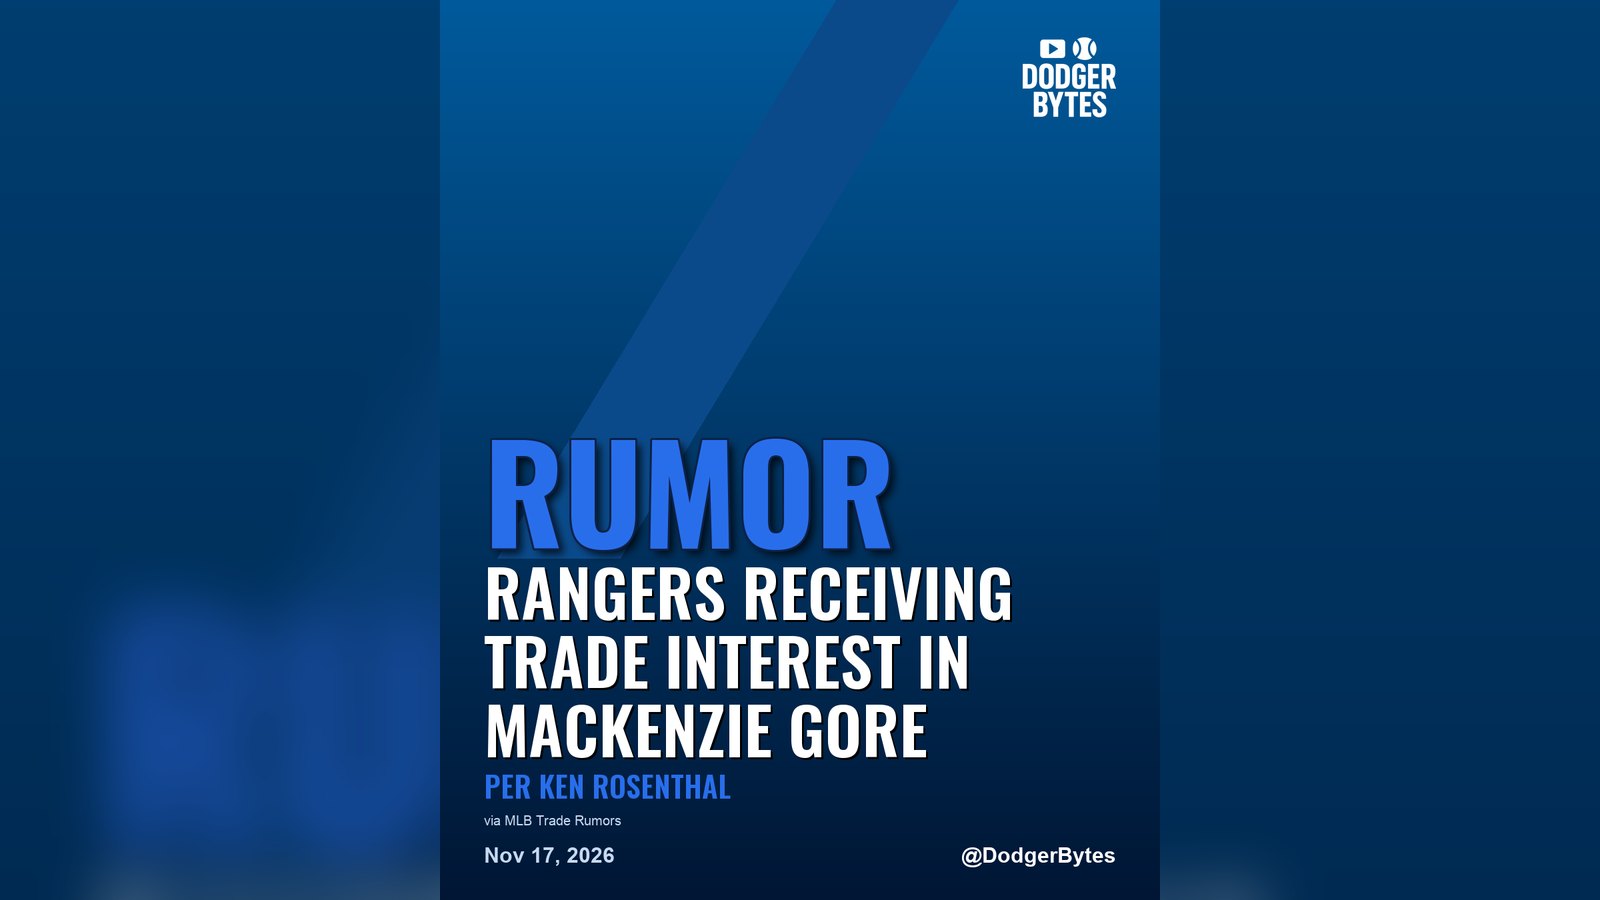 DODGER
BYTES
RUMOR
RANGERS RECEIVING
TRADE INTEREST IN
MACKENZIE GORE
PER KEN ROSENTHAL
via MLB Trade Rumors
Nov 17, 2026
@DodgerBytes